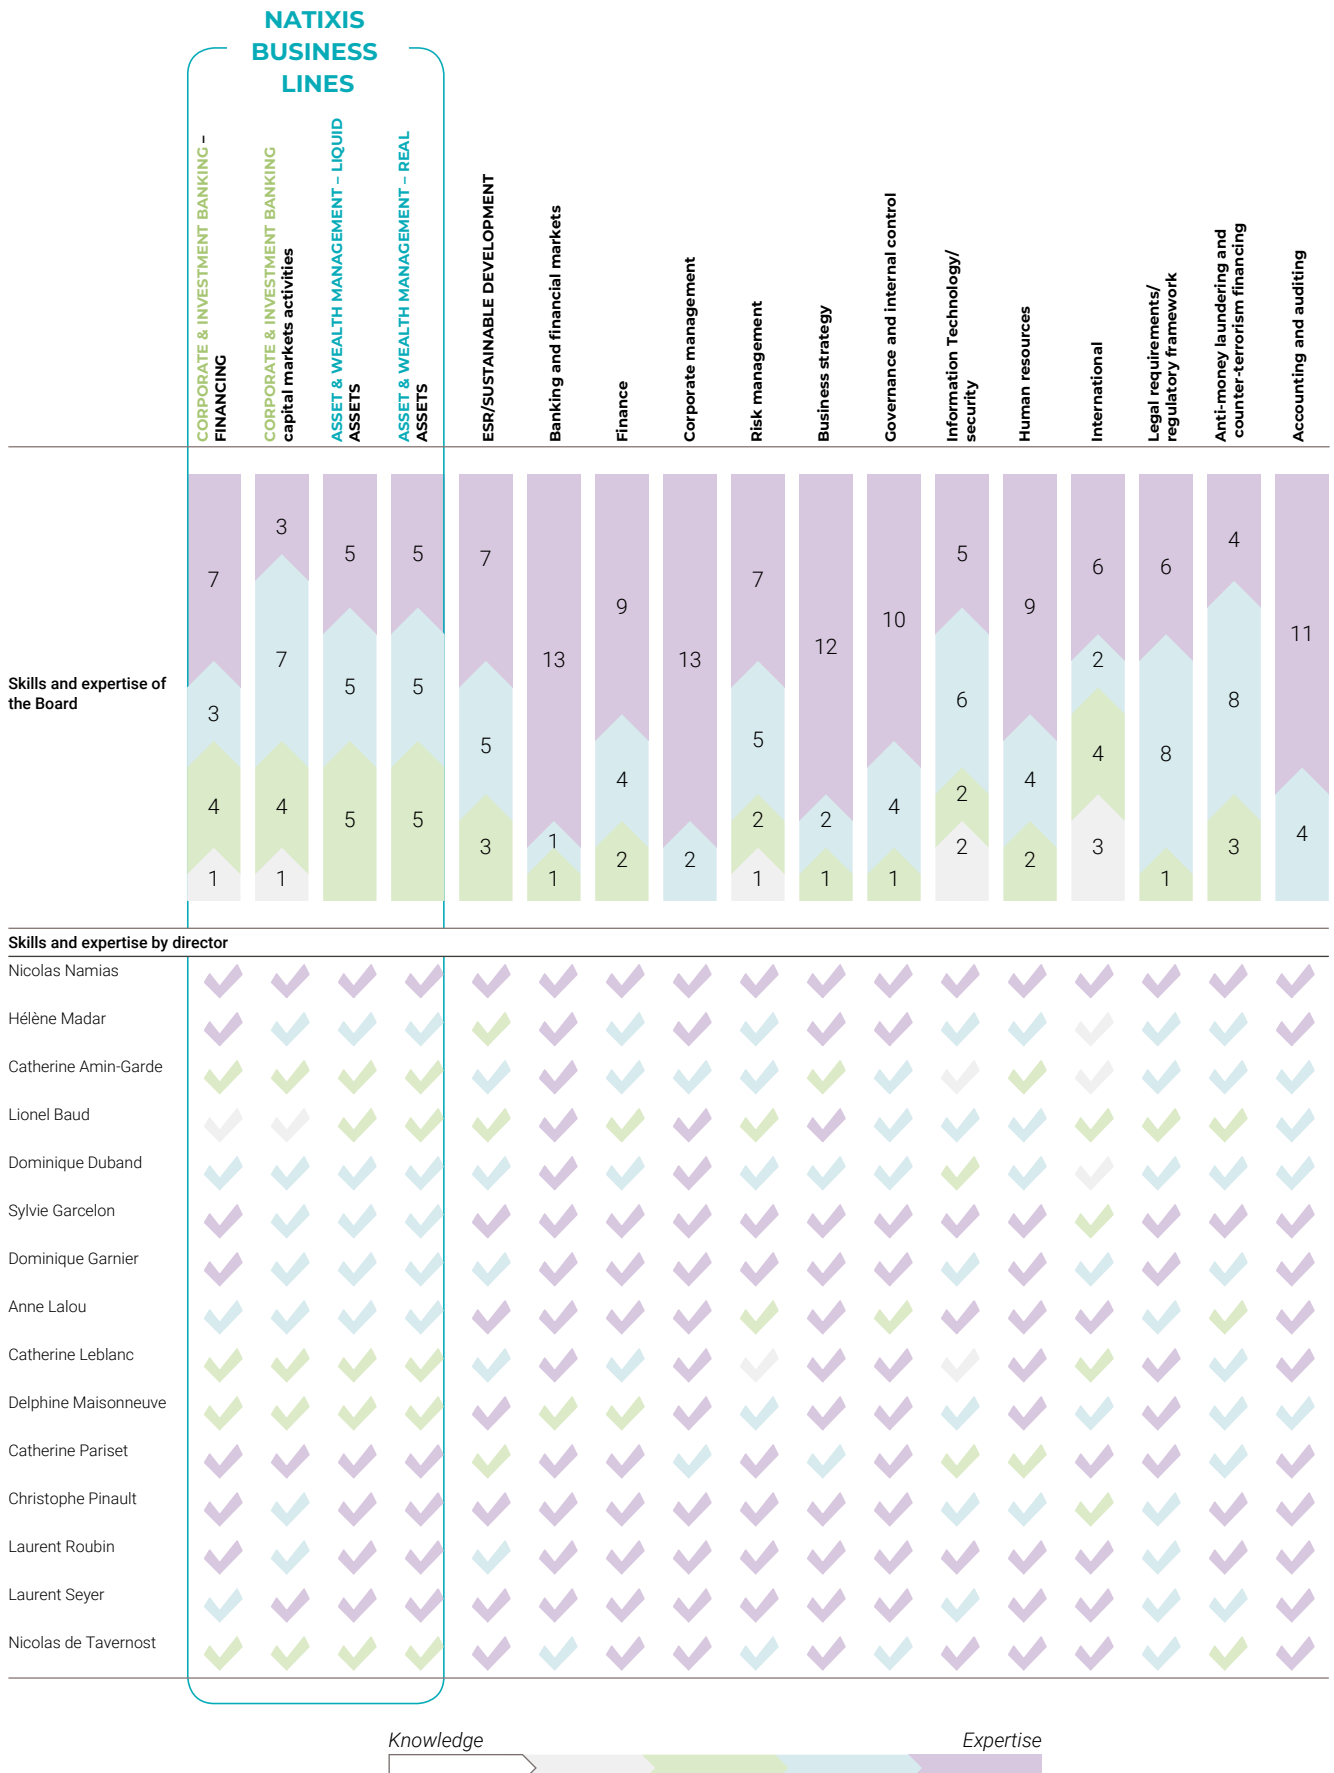 NATIXIS
BUSINESS
LINES
CORPORATE & INVESTMENT BANKING –
FINANCING
CORPORATE & INVESTMENT BANKING
capital markets activities
ASSET & WEALTH MANAGEMENT – LIQUID
ASSETS
ASSET & WEALTH MANAGEMENT – REAL
ASSETS
ESR/SUSTAINABLE DEVELOPMENT
Banking and financial markets
Finance
Corporate management
Risk management
Business strategy
Governance and internal control
Information Technology/
security
Human resources
International
Legal requirements/
regulatory framework
Anti-money laundering and
counter-terrorism financing
Accounting and auditing
Skills and expertise of
the Board
7
3
4
1
3
7
4
1
5
5
5
5
5
5
7
5
3
13
1
1
9
4
2
13
2
7
5
2
1
12
2
1
10
4
1
5
6
2
2
9
4
2
6
2
4
3
6
8
1
4
8
3
11
4
Skills and expertise by director
Nicolas Namias
Hélène Madar
Catherine Amin-Garde
Lionel Baud
Dominique Duband
Sylvie Garcelon
Dominique Garnier
Anne Lalou
Catherine Leblanc
Delphine Maisonneuve
Catherine Pariset
Christophe Pinault
Laurent Roubin
Laurent Seyer
Nicolas de Tavernost
Knowledge
Expertise